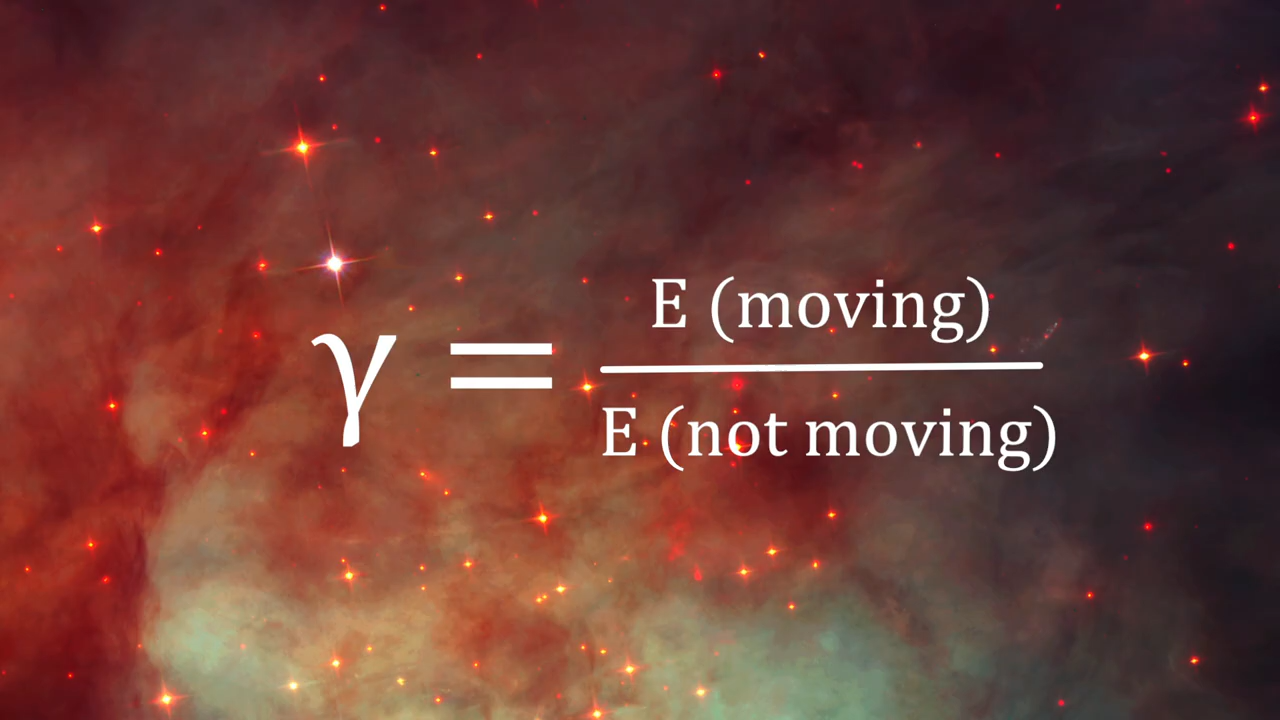 γ = E (moving)
E (not moving)